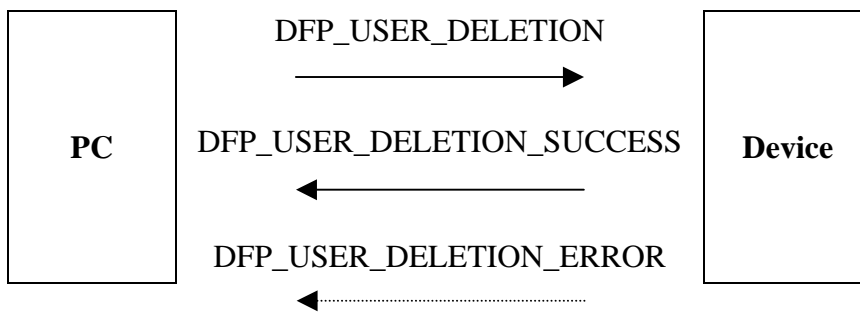 DFP_USER_DELETION
PC
DFP_USER_DELETION_SUCCESS
Device
DFP_USER_DELETION_ERROR